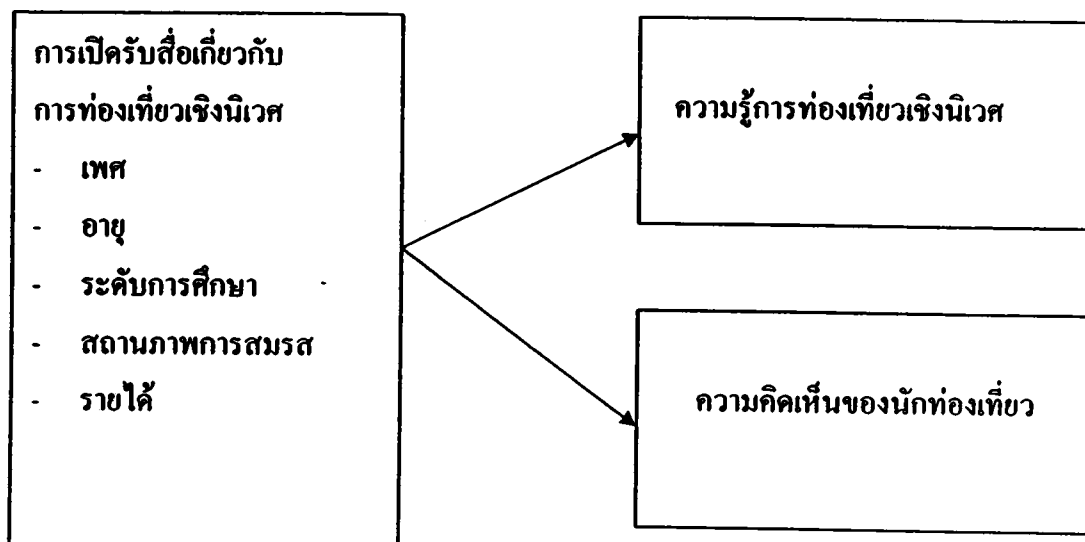 การเปิดรับสื่อเกี่ยวกับ
การท่องเที่ยวเชิงนิเวศ
- เพศ
- อายุ
- ระดับการศึกษา
- สถานภาพการสมรส
- รายได้
ความรู้การท่องเที่ยวเชิงนิเวศ
ความคิดเห็นของนักท่องเที่ยว